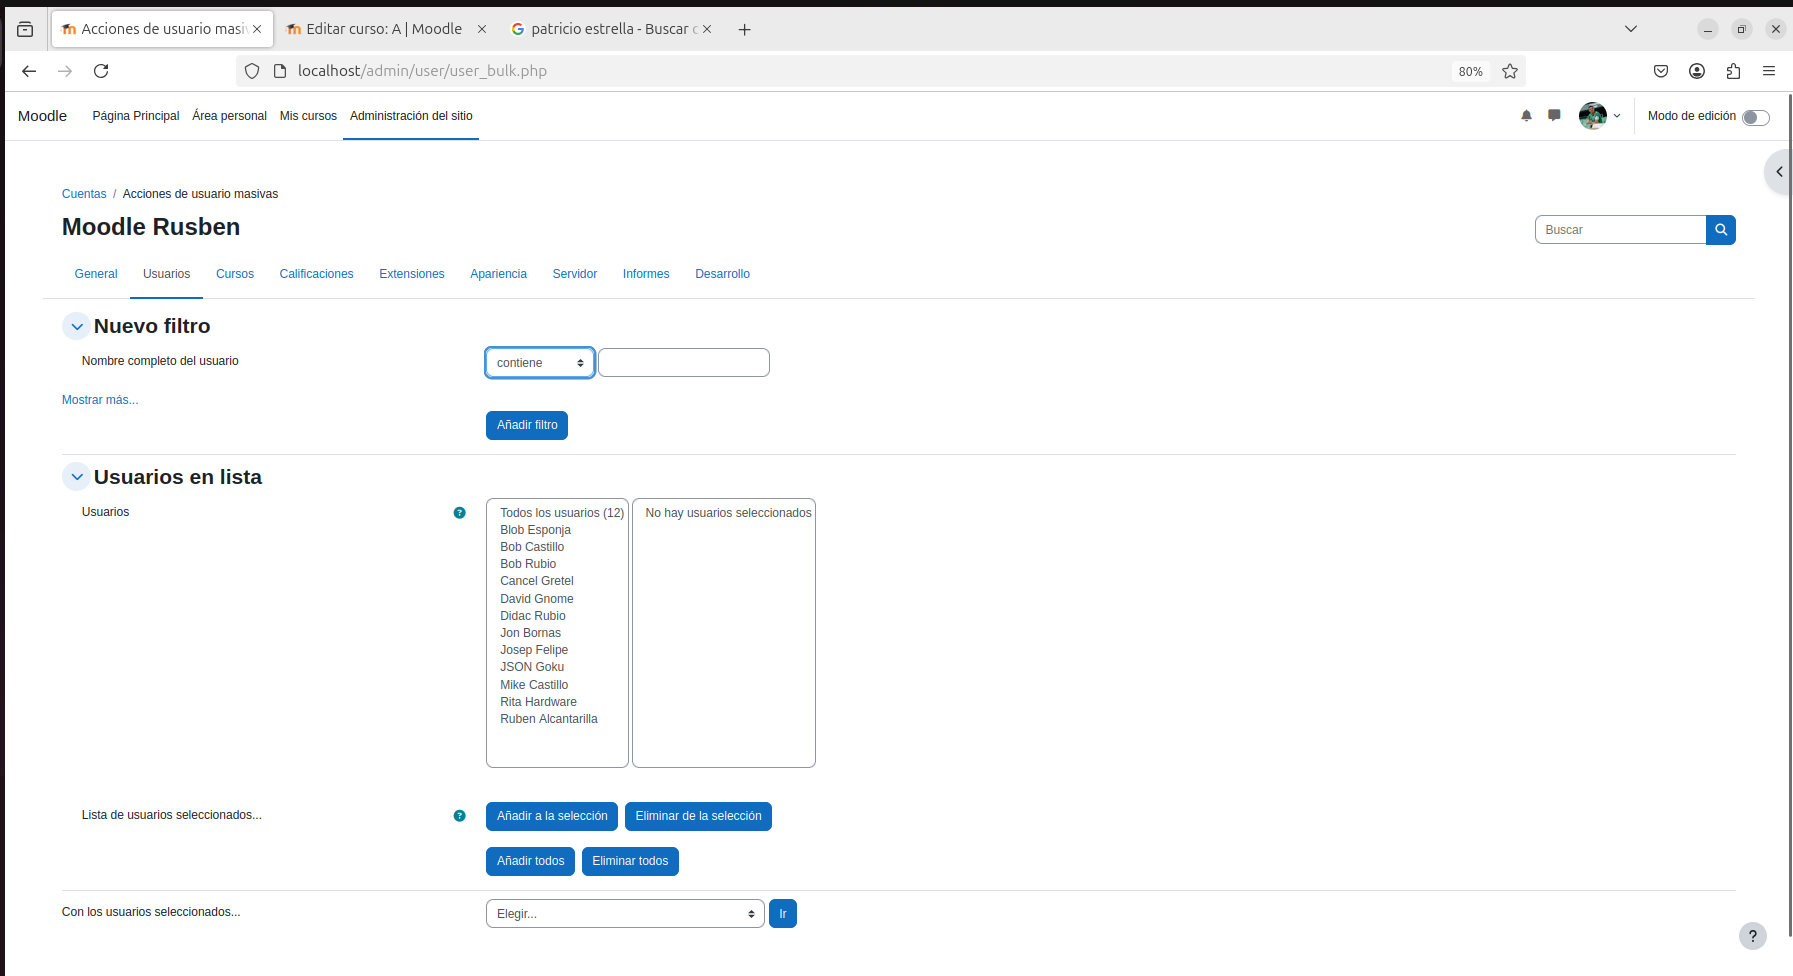 Acciones de usuario masi
Editar curso: A | Moodle
patricio estrella - Buscar
localhost/admin/user/user_bulk.php
80%
Moodle
Página Principal
Área personal
Mis cursos
Administración del sitio
Modo de edición
Cuentas / Acciones de usuario masivas
Moodle Rusben
Buscar
General
Usuarios
Cursos
Calificaciones
Extensiones
Apariencia
Servidor
Informes
Desarrollo
Nuevo filtro
Nombre completo del usuario
contiene
Mostrar más...
Añadir filtro
Usuarios en lista
Usuarios
?
Todos los usuarios (12)
Blob Esponja
Bob Castillo
Bob Rubio
Cancel Gretel
David Gnome
Didac Rubio
Jon Bornas
Josep Felipe
JSON Goku
Mike Castillo
Rita Hardware
Ruben Alcantarilla
No hay usuarios seleccionados
Lista de usuarios seleccionados...
?
Añadir a la selección
Eliminar de la selección
Añadir todos
Eliminar todos
Con los usuarios seleccionados...
Elegir...
Ir
?